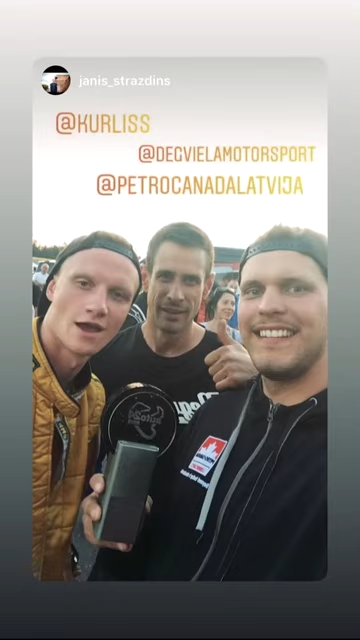 janis_strazdins
@KURLISS
@DEGVIELAMOTORSPORT
@PETROCANADALATVIJA